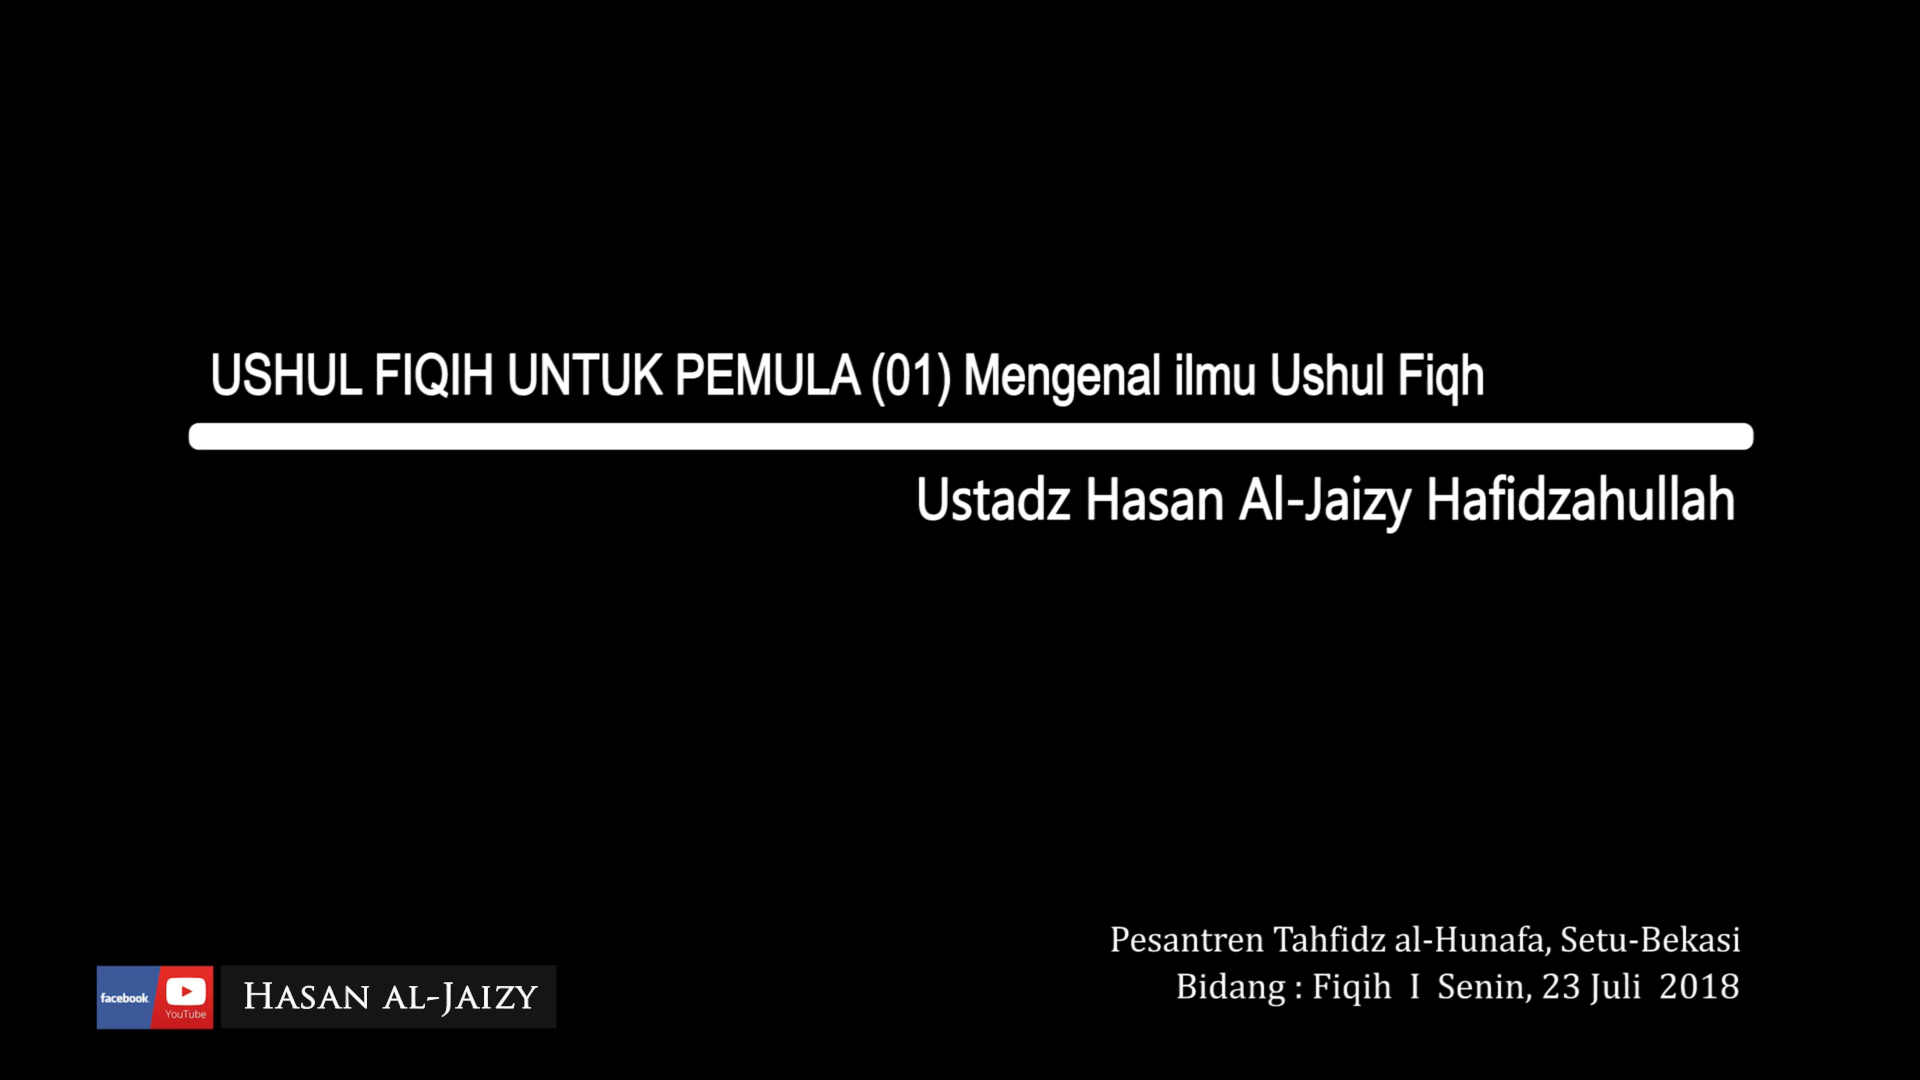 USHUL FIQIH UNTUK PEMULA (01) Mengenal ilmu Ushul Fiqh
Ustadz Hasan Al-Jaizy Hafidzahullah
Pesantren Tahfidz al-Hunafa, Setu-Bekasi
Bidang : Fiqih I Senin, 23 Juli 2018
facebook YouTube HASAN AL-JAIZY